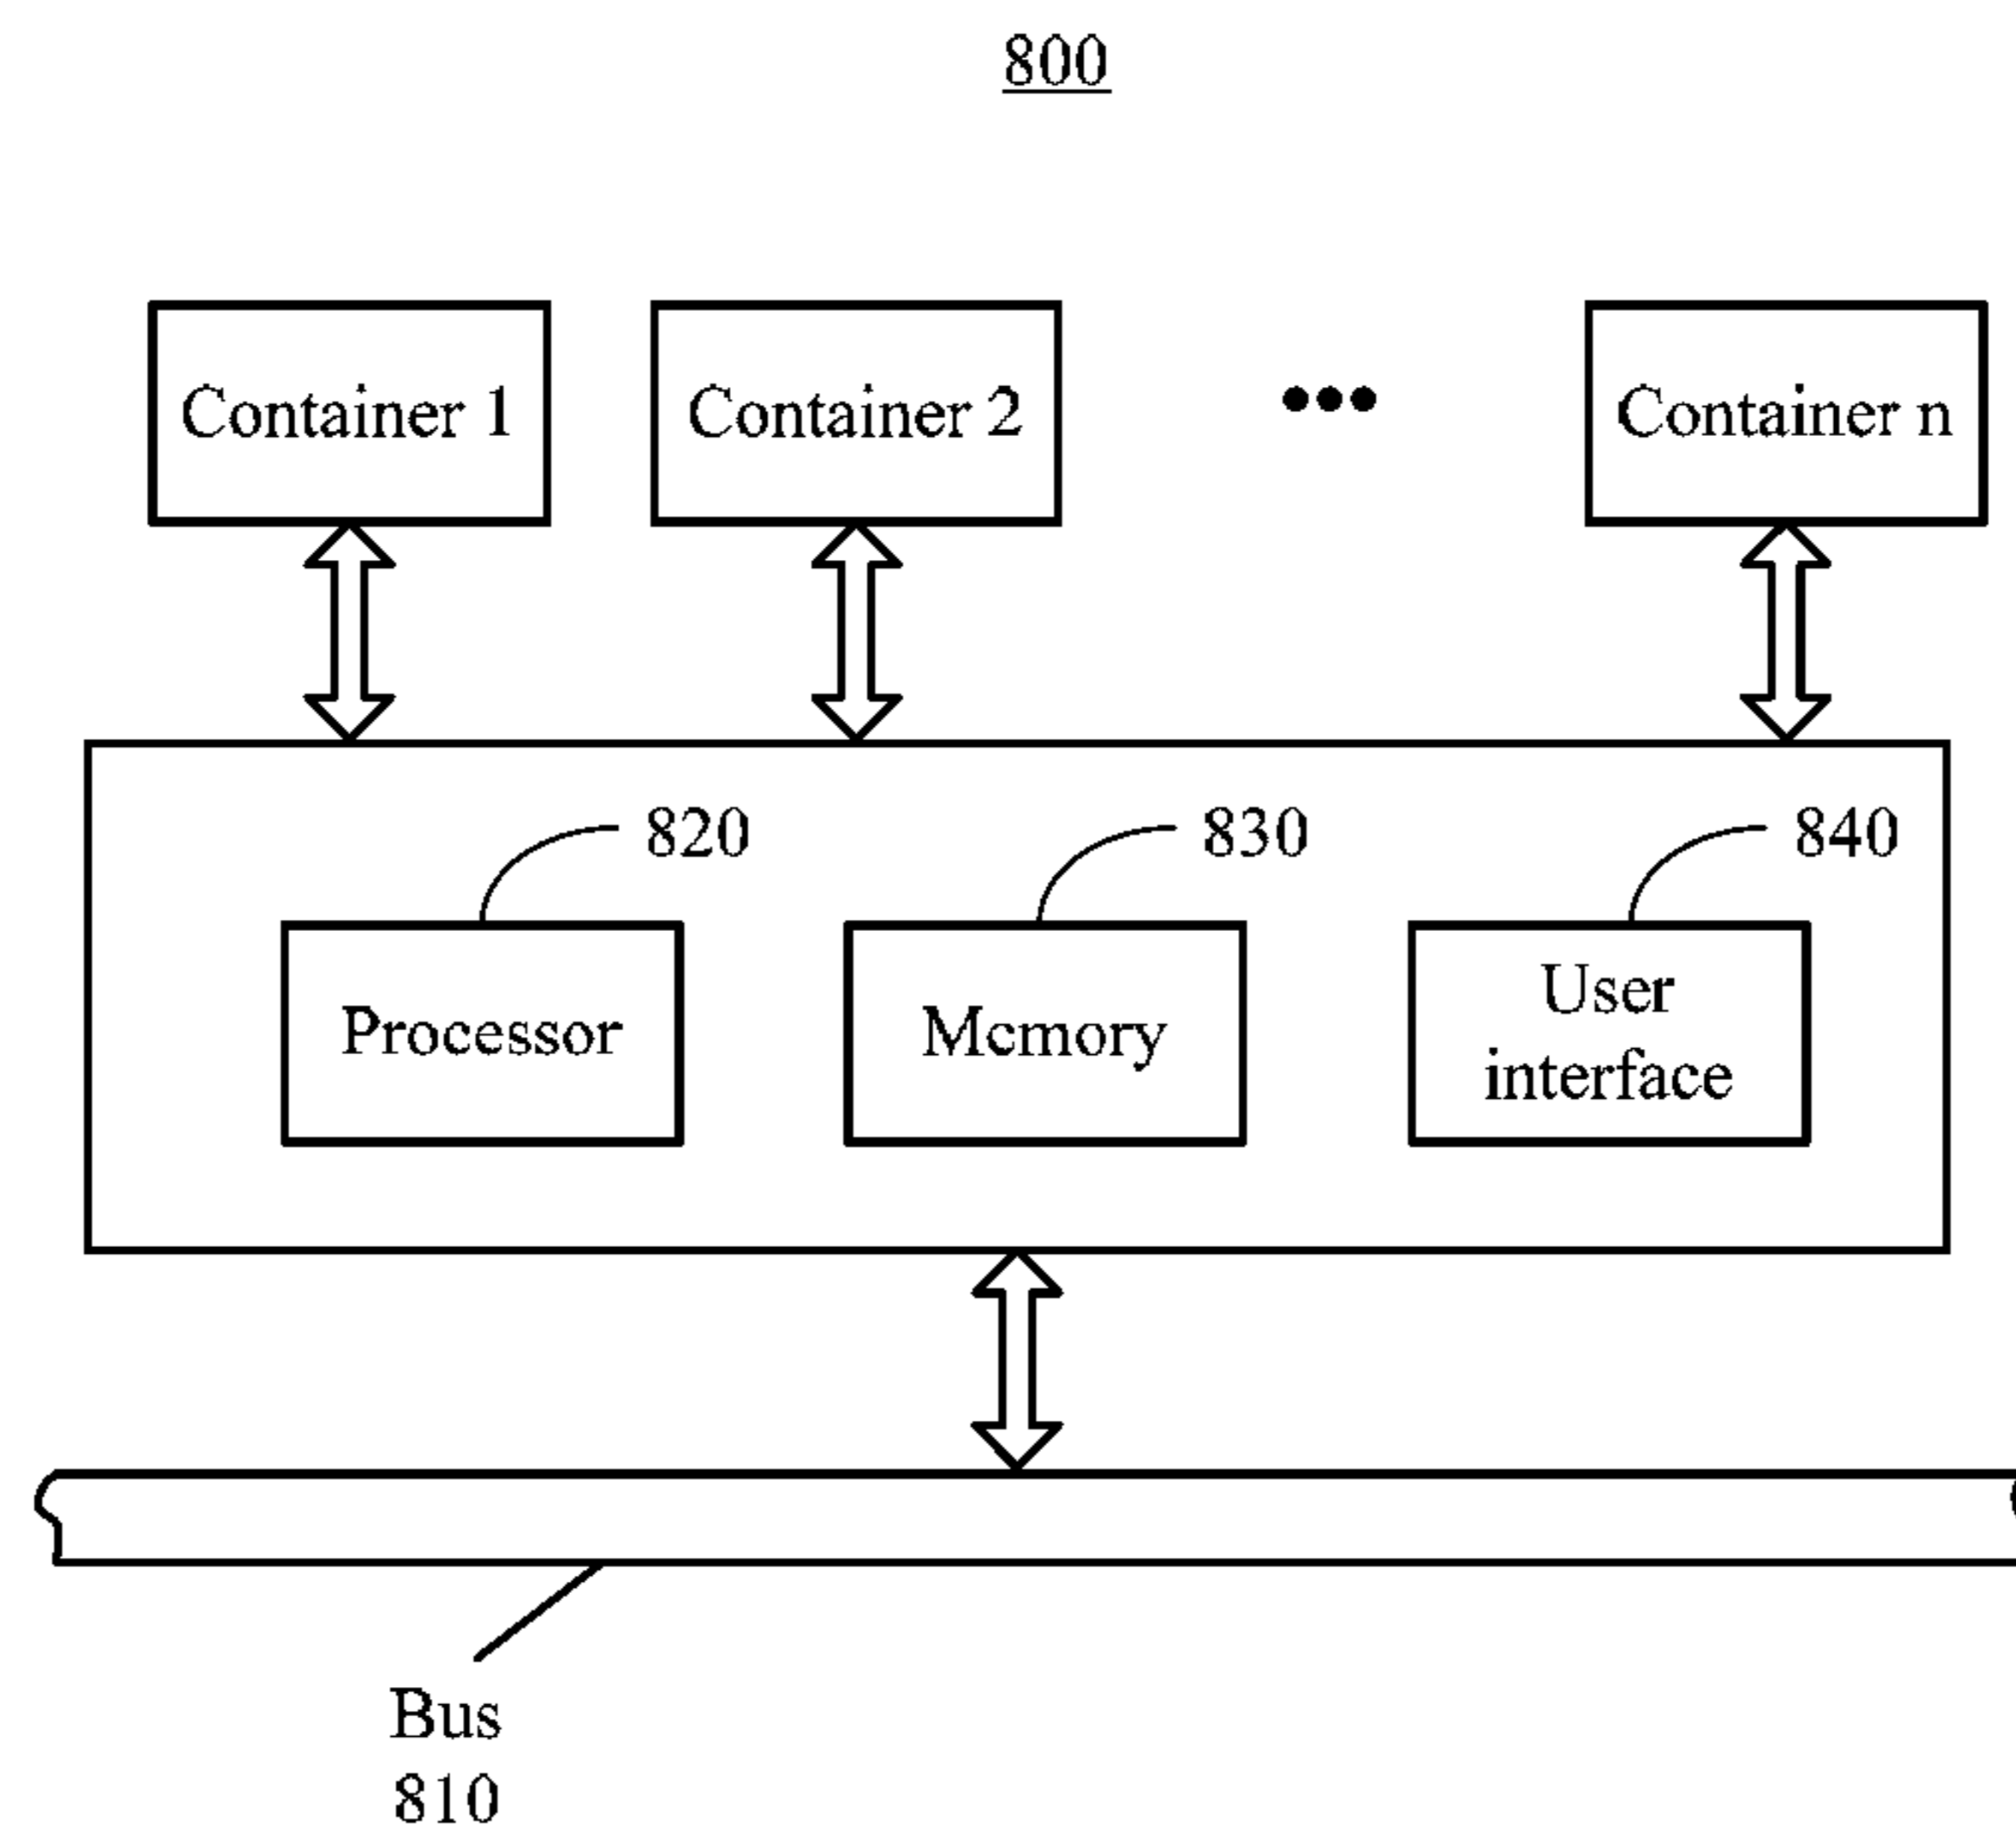 800
Container 1
Container 2
Container n
820
830
840
Processor
Memory
User
interface
Bus
810